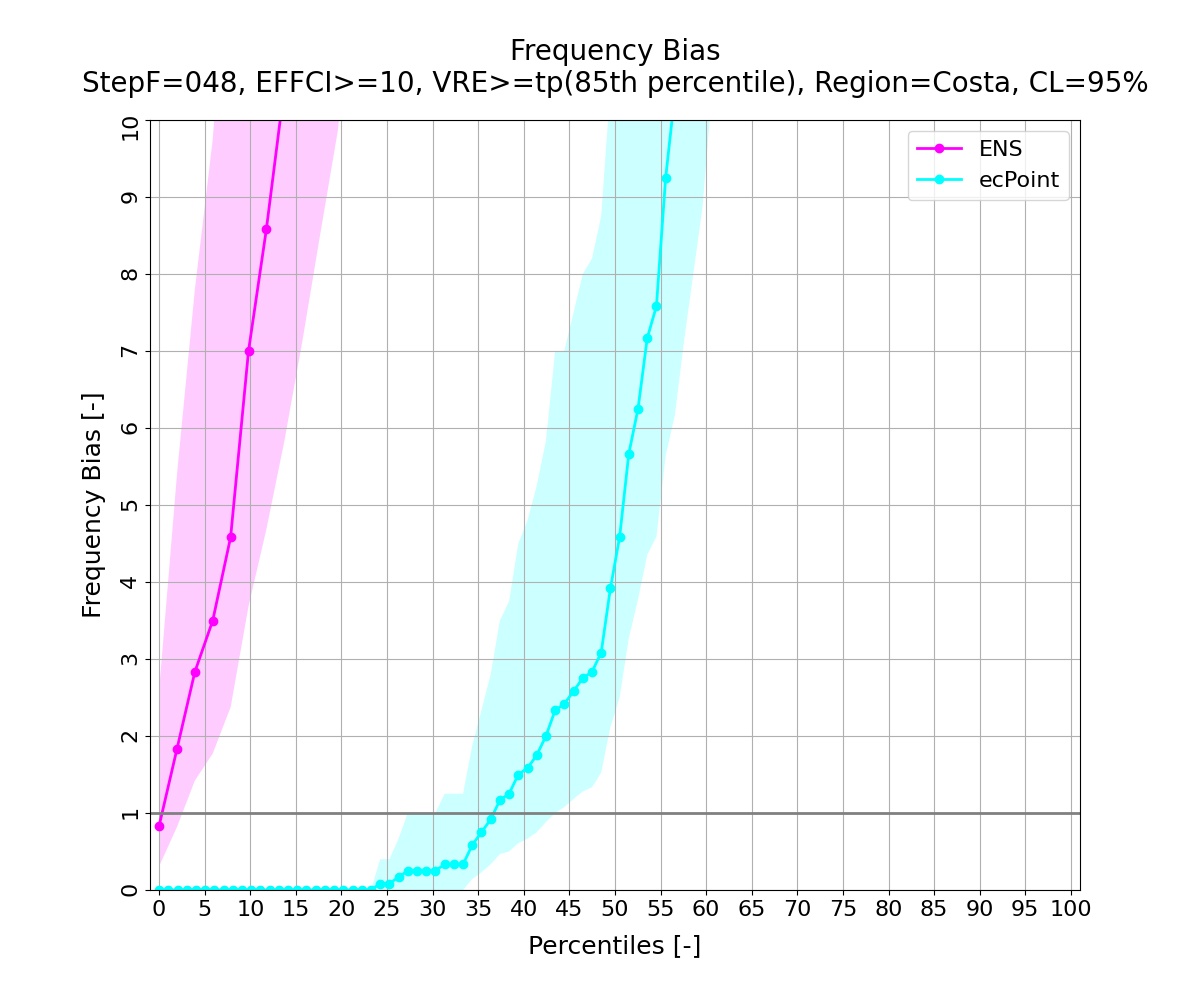 Frequency Bias
StepF=048, EFFCI>=10, VRE>=tp(85th percentile), Region=Costa, CL=95%
10
9
8
7
6
5
4
3
2
1
0
Frequency Bias [-]
ENS
ecPoint
0 5 10 15 20 25 30 35 40 45 50 55 60 65 70 75 80 85 90 95 100
Percentiles [-]